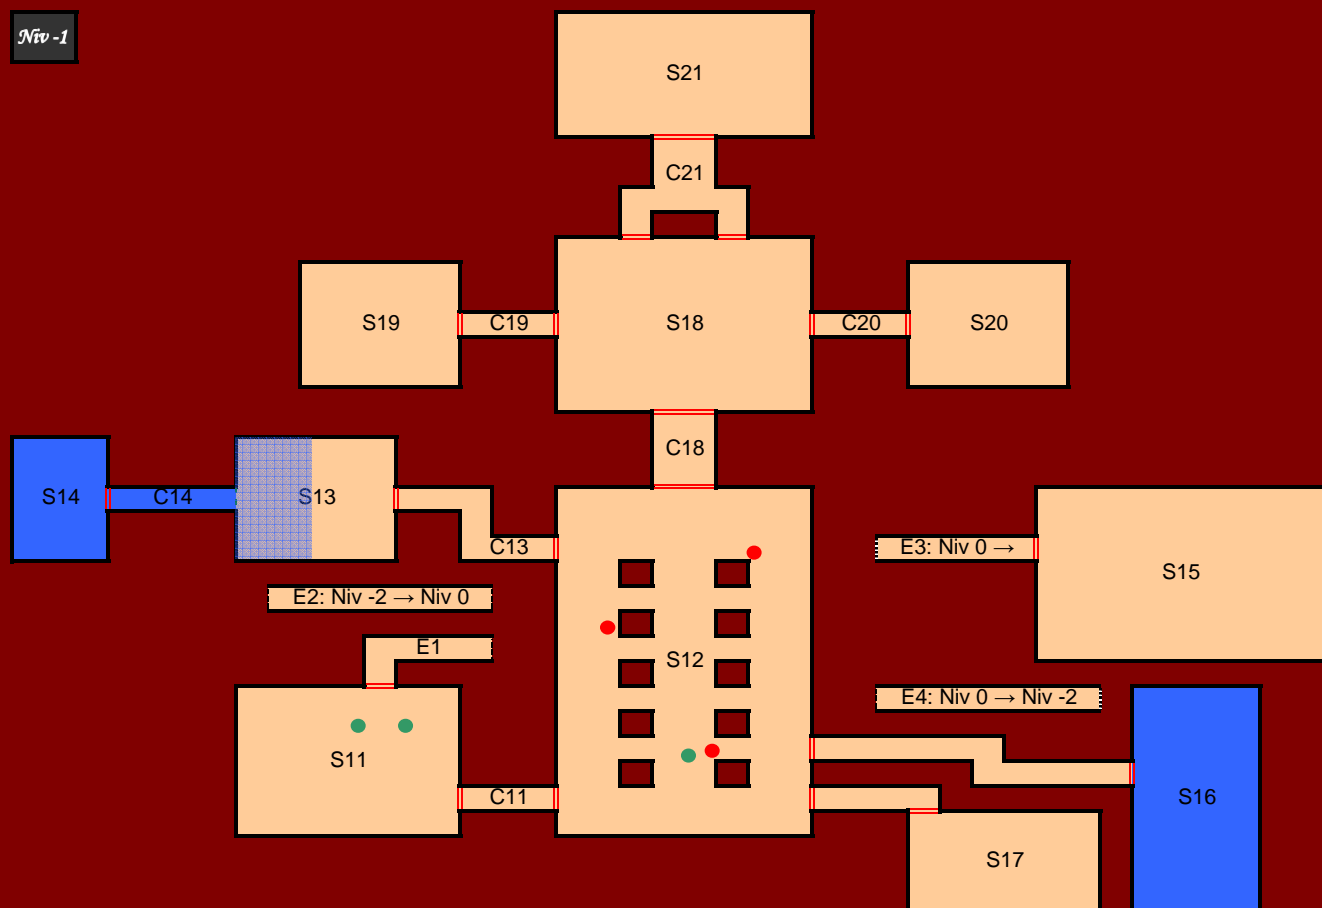 Niv -1
S21
C21
S19
C19
S18
C20
S20
C18
S14
C14
S13
C13
E3: Niv 0 →
S15
E2: Niv -2 → Niv 0
E1
S12
E4: Niv 0 → Niv -2
S11
C11
S16
S17